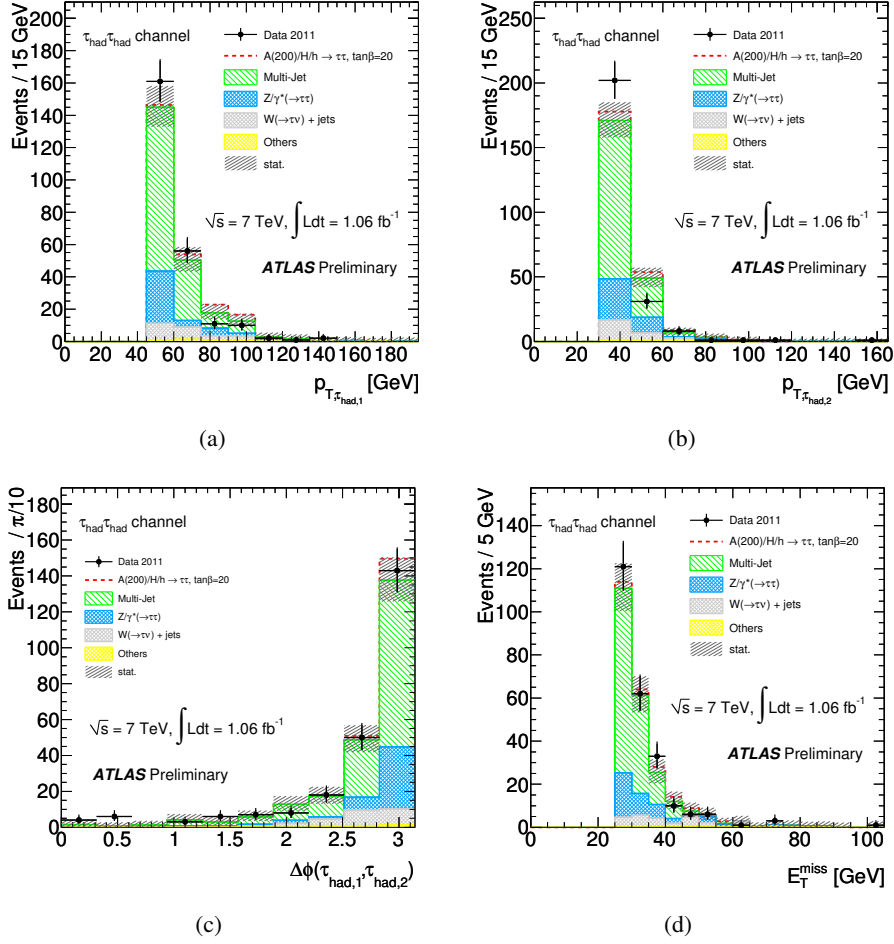 Events / 15 GeV
200
180
160
140
120
100
80
60
40
20
0
τhadτhad channel
Data 2011
A(200)/H/h → ττ, tanβ=20
Multi-Jet
Z/γ*(→ττ)
W(→τν) + jets
Others
stat.
√s = 7 TeV, ∫Ldt = 1.06 fb-1
ATLAS Preliminary
0 20 40 60 80 100 120 140 160 180
pT,τhad,1 [GeV]
(a)
Events / 15 GeV
250
200
150
100
50
0
τhadτhad channel
Data 2011
A(200)/H/h → ττ, tanβ=20
Multi-Jet
Z/γ*(→ττ)
W(→τν) + jets
Others
stat.
√s = 7 TeV, ∫Ldt = 1.06 fb-1
ATLAS Preliminary
0 20 40 60 80 100 120 140 160
pT,τhad,2 [GeV]
(b)
Events / π/10
180
160
140
120
100
80
60
40
20
0
τhadτhad channel
Data 2011
A(200)/H/h → ττ, tanβ=20
Multi-Jet
Z/γ*(→ττ)
W(→τν) + jets
Others
stat.
√s = 7 TeV, ∫Ldt = 1.06 fb-1
ATLAS Preliminary
0 0.5 1 1.5 2 2.5 3
Δϕ(τhad,1,τhad,2)
(c)
Events / 5 GeV
140
120
100
80
60
40
20
0
τhadτhad channel
Data 2011
A(200)/H/h → ττ, tanβ=20
Multi-Jet
Z/γ*(→ττ)
W(→τν) + jets
Others
stat.
√s = 7 TeV, ∫Ldt = 1.06 fb-1
ATLAS Preliminary
0 20 40 60 80 100
ETmiss [GeV]
(d)